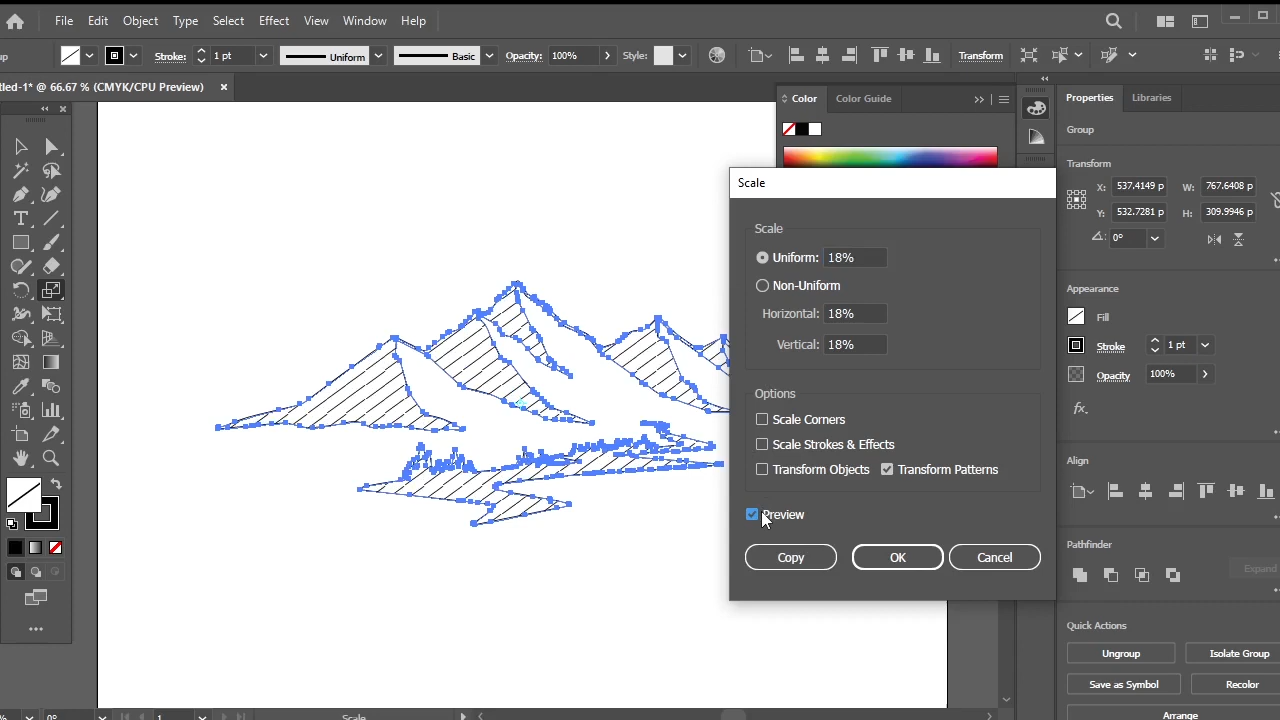 File Edit Object Type Select Effect View Window Help
Stroke: 1 pt Uniform Basic Opacity: 100% Style: Transform
tled-1* @ 66.67 % (CMYK/CPU Preview) ×
Color Color Guide
Properties Libraries
Group
Transform
X: 537.4149 p W: 767.6408 p
Y: 532.7281 p H: 309.9946 p
0°
Appearance
Fill
Stroke 1 pt
Opacity 100%
fx.
Align
Pathfinder
Expand
Quick Actions
Ungroup Isolate Group
Save as Symbol Recolor
Arrange
Scale
Scale
Uniform: 18%
Non-Uniform
Horizontal: 18%
Vertical: 18%
Options
Scale Corners
Scale Strokes & Effects
Transform Objects Transform Patterns
Preview
Copy OK Cancel
% 0° 1 Scale